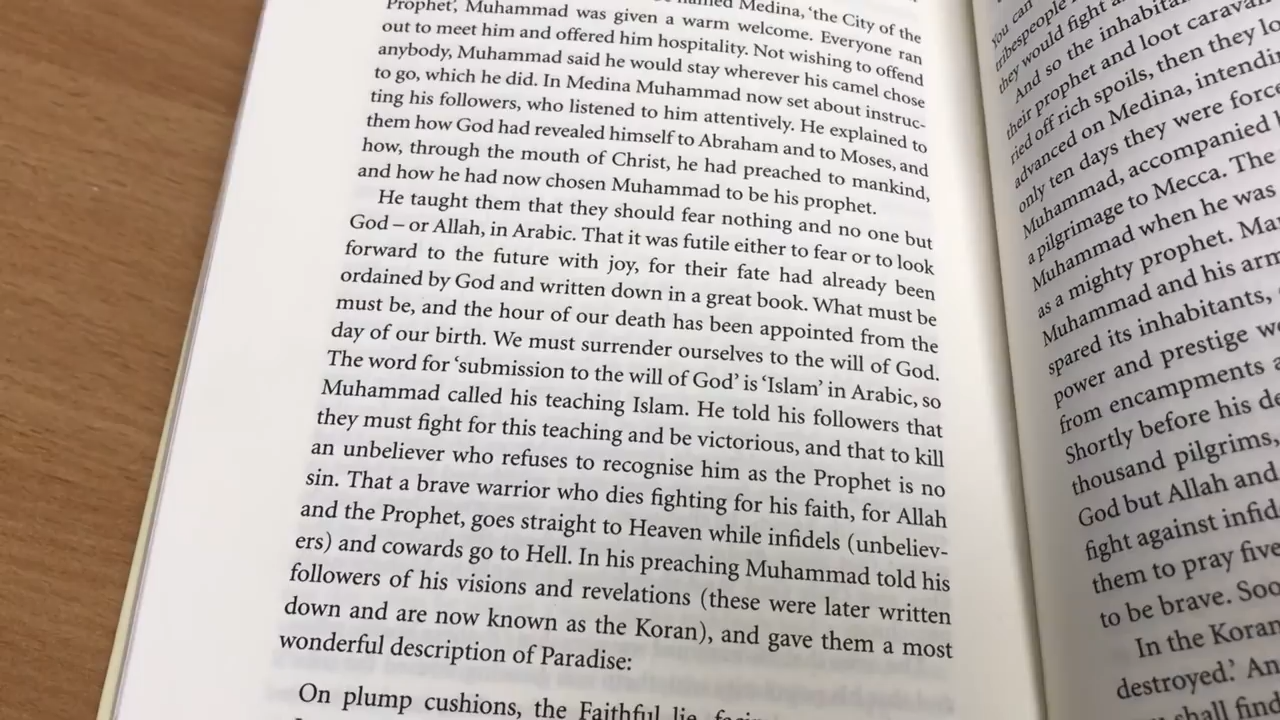 named Medina, ‘the City of the
Prophet’, Muhammad was given a warm welcome. Everyone ran
out to meet him and offered him hospitality. Not wishing to offend
anybody, Muhammad said he would stay wherever his camel chose
to go, which he did. In Medina Muhammad now set about instruc-
ting his followers, who listened to him attentively. He explained to
them how God had revealed himself to Abraham and to Moses, and
how, through the mouth of Christ, he had preached to mankind,
and how he had now chosen Muhammad to be his prophet.
He taught them that they should fear nothing and no one but
God – or Allah, in Arabic. That it was futile either to fear or to look
forward to the future with joy, for their fate had already been
ordained by God and written down in a great book. What must be
must be, and the hour of our death has been appointed from the
day of our birth. We must surrender ourselves to the will of God.
The word for ‘submission to the will of God’ is ‘Islam’ in Arabic, so
Muhammad called his teaching Islam. He told his followers that
they must fight for this teaching and be victorious, and that to kill
an unbeliever who refuses to recognise him as the Prophet is no
sin. That a brave warrior who dies fighting for his faith, for Allah
and the Prophet, goes straight to Heaven while infidels (unbeliev-
ers) and cowards go to Hell. In his preaching Muhammad told his
followers of his visions and revelations (these were later written
down and are now known as the Koran), and gave them a most
wonderful description of Paradise:
On plump cushions, the Faithful lie,
you can
tribespeople
they would fight
And so the
their prophet and loot
ried off rich spoils, then they
advanced on Medina,
only ten days they were
Muhammad, accompanied
a pilgrimage to Mecca. The
Muhammad when he was
as a mighty prophet.
Muhammad and his
spared its inhabitants,
power and prestige
from encampments
Shortly before his
thousand pilgrims,
God but Allah and
fight against
them to pray five
to be brave.
In the Koran
destroyed.’
shall find